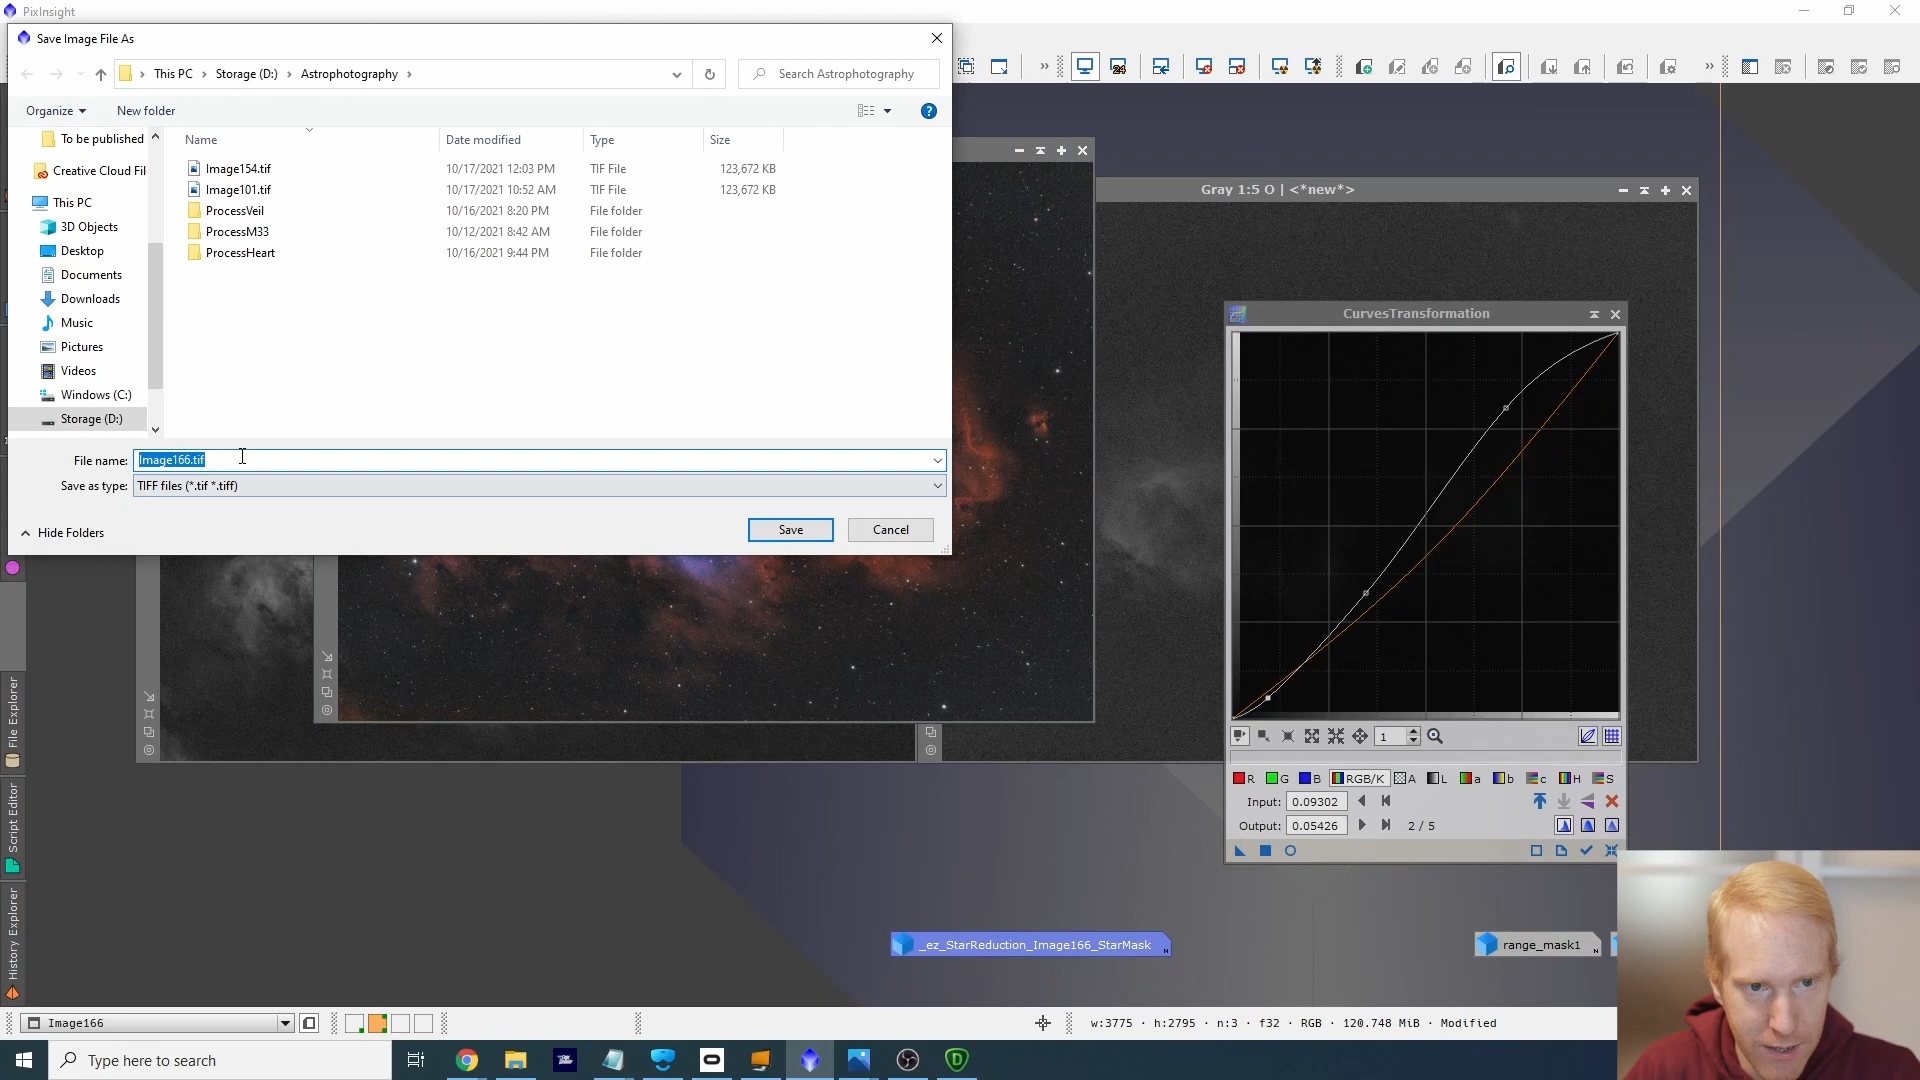 PixInsight
Save Image File As
This PC
Storage (D:)
Astrophotography
Search Astrophotography
Organize
New folder
To be published
Creative Cloud Fil
This PC
3D Objects
Desktop
Documents
Downloads
Music
Pictures
Videos
Windows (C:)
Storage (D:)
Name Date modified Type Size
Image154.tif 10/17/2021 12:03 PM TIF File 123,672 KB
Image101.tif 10/17/2021 10:52 AM TIF File 123,672 KB
ProcessVeil 10/16/2021 8:20 PM File folder
ProcessM33 10/12/2021 8:42 AM File folder
ProcessHeart 10/16/2021 9:44 PM File folder
File name: Image166.tif
Save as type: TIFF files (*.tif *.tiff)
Hide Folders
Save
Cancel
Gray 1:5 O | <*new*>
CurvesTransformation
1
R G B RGB/K A L a b c H S
Input: 0.09302
Output: 0.05426 2 / 5
File Explorer
Script Editor
History Explorer
_ez_StarReduction_Image166_StarMask
N
range_mask1
N
Image166
w:3775 · h:2795 · n:3 · f32 · RGB · 120.748 MiB · Modified
Type here to search